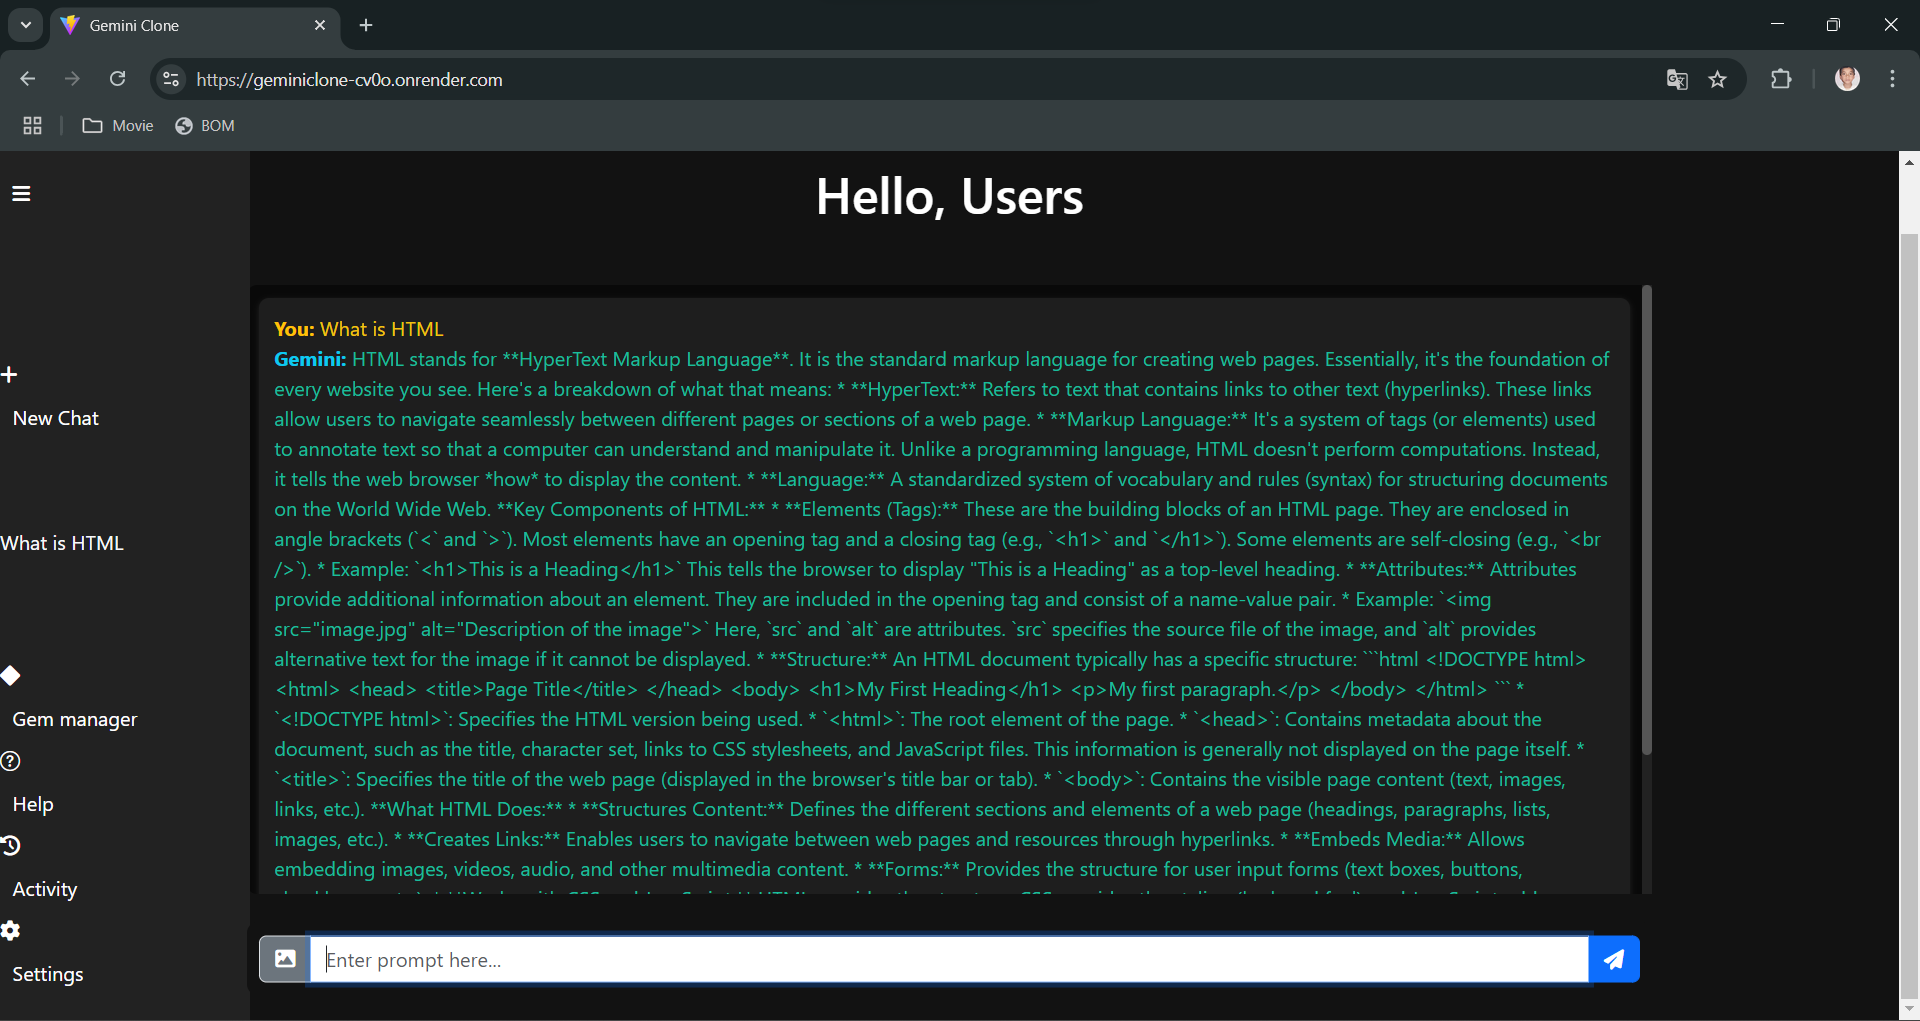 Gemini Clone
https://geminiclone-cv0o.onrender.com
Movie
BOM
Hello, Users
New Chat
What is HTML
Gem manager
Help
Activity
Settings
You: What is HTML
Gemini: HTML stands for **HyperText Markup Language**. It is the standard markup language for creating web pages. Essentially, it's the foundation of
every website you see. Here's a breakdown of what that means: * **HyperText:** Refers to text that contains links to other text (hyperlinks). These links
allow users to navigate seamlessly between different pages or sections of a web page. * **Markup Language:** It's a system of tags (or elements) used
to annotate text so that a computer can understand and manipulate it. Unlike a programming language, HTML doesn't perform computations. Instead,
it tells the web browser *how* to display the content. * **Language:** A standardized system of vocabulary and rules (syntax) for structuring documents
on the World Wide Web. **Key Components of HTML:** * **Elements (Tags):** These are the building blocks of an HTML page. They are enclosed in
angle brackets (`<` and `>`). Most elements have an opening tag and a closing tag (e.g., `<h1>` and `</h1>`). Some elements are self-closing (e.g., `<br
/>`). * Example: `<h1>This is a Heading</h1>` This tells the browser to display "This is a Heading" as a top-level heading. * **Attributes:** Attributes
provide additional information about an element. They are included in the opening tag and consist of a name-value pair. * Example: `<img
src="image.jpg" alt="Description of the image">` Here, `src` and `alt` are attributes. `src` specifies the source file of the image, and `alt` provides
alternative text for the image if it cannot be displayed. * **Structure:** An HTML document typically has a specific structure: ```html <!DOCTYPE html>
<html> <head> <title>Page Title</title> </head> <body> <h1>My First Heading</h1> <p>My first paragraph.</p> </body> </html> ``` *
`<!DOCTYPE html>`: Specifies the HTML version being used. * `<html>`: The root element of the page. * `<head>`: Contains metadata about the
document, such as the title, character set, links to CSS stylesheets, and JavaScript files. This information is generally not displayed on the page itself. *
`<title>`: Specifies the title of the web page (displayed in the browser's title bar or tab). * `<body>`: Contains the visible page content (text, images,
links, etc.). **What HTML Does:** * **Structures Content:** Defines the different sections and elements of a web page (headings, paragraphs, lists,
images, etc.). * **Creates Links:** Enables users to navigate between web pages and resources through hyperlinks. * **Embeds Media:** Allows
embedding images, videos, audio, and other multimedia content. * **Forms:** Provides the structure for user input forms (text boxes, buttons,
Enter prompt here...